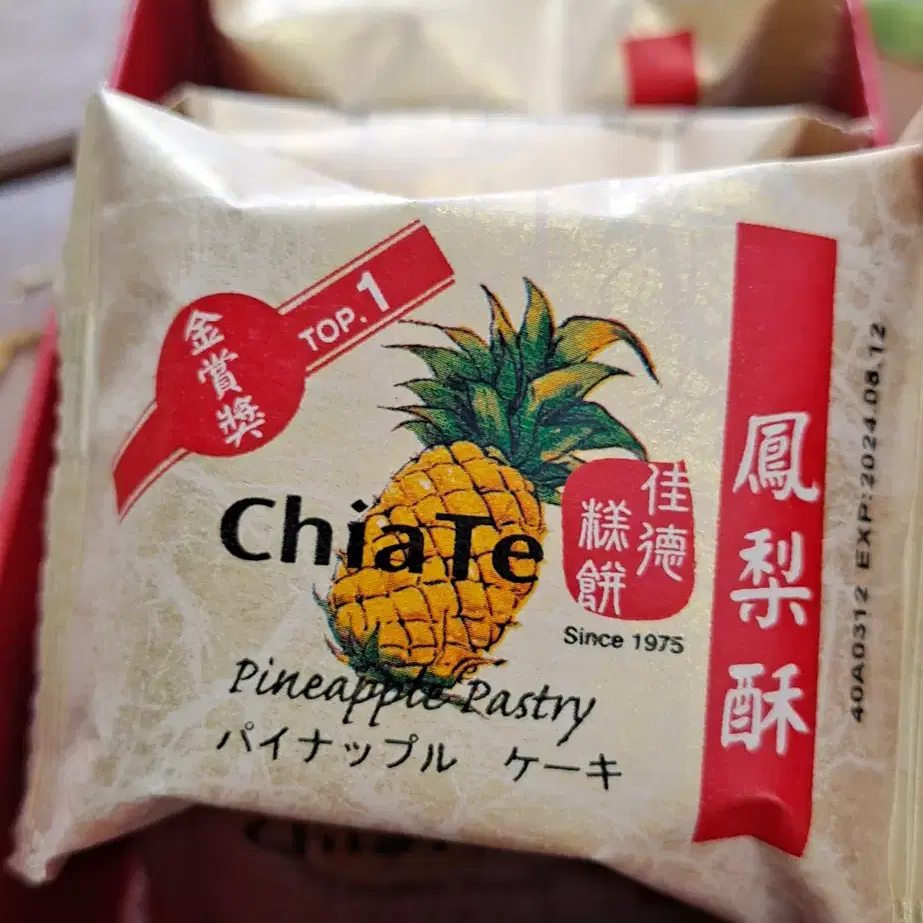 金賞獎
TOP.1
ChiaTe
佳德
糕餅
Since 1975
Pineapple Pastry
パイナップル ケーキ
鳳梨酥
40A0312 EXP:2024.08.12